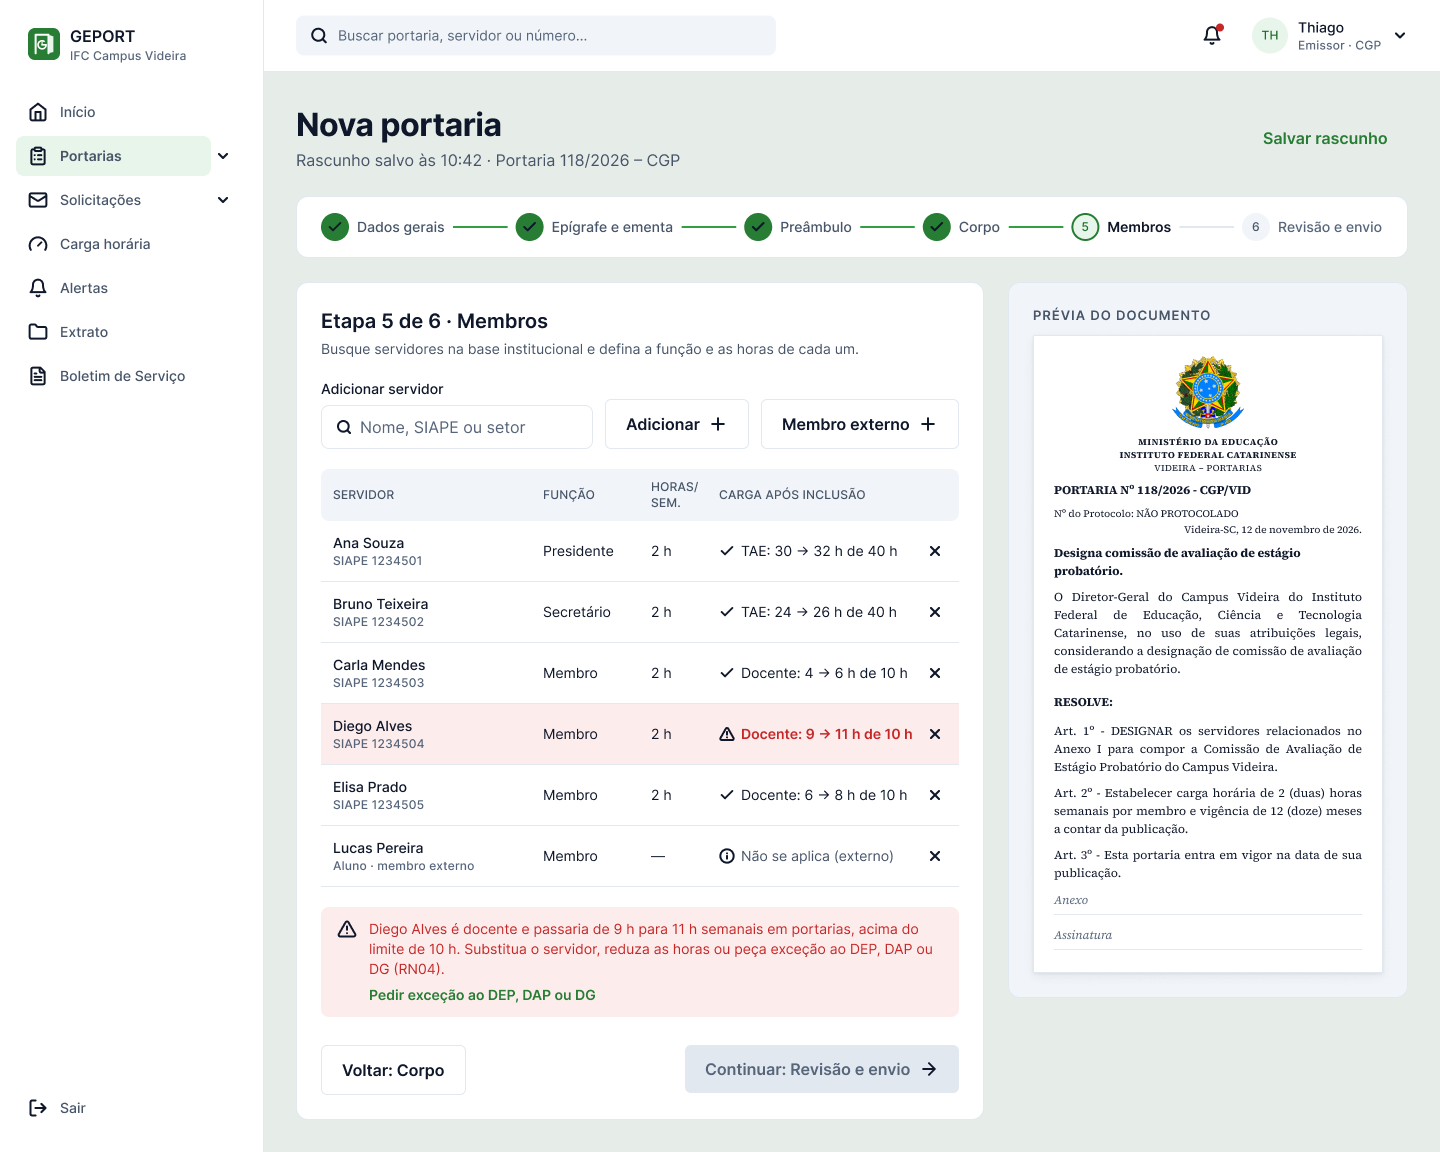 GEPORT
IFC Campus Videira
Início
Portarias
Solicitações
Carga horária
Alertas
Extrato
Boletim de Serviço
Sair
Buscar portaria, servidor ou número...
TH
Thiago
Emissor · CGP
Nova portaria
Rascunho salvo às 10:42 · Portaria 118/2026 – CGP
Salvar rascunho
Dados gerais
Epígrafe e ementa
Preâmbulo
Corpo
5 Membros
6 Revisão e envio
Etapa 5 de 6 · Membros
Busque servidores na base institucional e defina a função e as horas de cada um.
Adicionar servidor
Nome, SIAPE ou setor
Adicionar
Membro externo
SERVIDOR FUNÇÃO HORAS/ CARGA APÓS INCLUSÃO
SEM.
Ana Souza
SIAPE 1234501
Presidente 2 h TAE: 30 → 32 h de 40 h
Bruno Teixeira
SIAPE 1234502
Secretário 2 h TAE: 24 → 26 h de 40 h
Carla Mendes
SIAPE 1234503
Membro 2 h Docente: 4 → 6 h de 10 h
Diego Alves
SIAPE 1234504
Membro 2 h Docente: 9 → 11 h de 10 h
Elisa Prado
SIAPE 1234505
Membro 2 h Docente: 6 → 8 h de 10 h
Lucas Pereira
Aluno · membro externo
Membro — Não se aplica (externo)
Diego Alves é docente e passaria de 9 h para 11 h semanais em portarias, acima do
limite de 10 h. Substitua o servidor, reduza as horas ou peça exceção ao DEP, DAP ou
DG (RN04).
Pedir exceção ao DEP, DAP ou DG
Voltar: Corpo
Continuar: Revisão e envio
PRÉVIA DO DOCUMENTO
MINISTÉRIO DA EDUCAÇÃO
INSTITUTO FEDERAL CATARINENSE
VIDEIRA – PORTARIAS
PORTARIA Nº 118/2026 - CGP/VID
Nº do Protocolo: NÃO PROTOCOLADO
Videira-SC, 12 de novembro de 2026.
Designa comissão de avaliação de estágio
probatório.
O Diretor-Geral do Campus Videira do Instituto
Federal de Educação, Ciência e Tecnologia
Catarinense, no uso de suas atribuições legais,
considerando a designação de comissão de avaliação
de estágio probatório.
RESOLVE:
Art. 1º - DESIGNAR os servidores relacionados no
Anexo I para compor a Comissão de Avaliação de
Estágio Probatório do Campus Videira.
Art. 2º - Estabelecer carga horária de 2 (duas) horas
semanais por membro e vigência de 12 (doze) meses
a contar da publicação.
Art. 3º - Esta portaria entra em vigor na data de sua
publicação.
Anexo
Assinatura